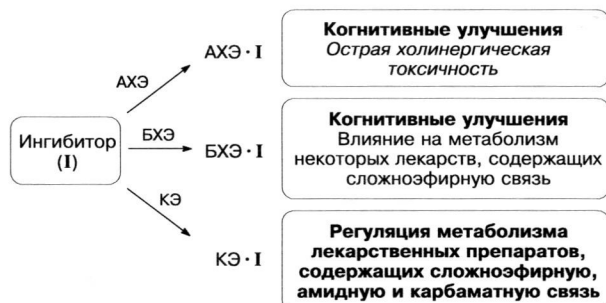 Когнитивные улучшения
Острая холинергическая
токсичность
АХЭ · I
АХЭ
Когнитивные улучшения
Влияние на метаболизм
некоторых лекарств, содержащих
сложноэфирную связь
Ингибитор
(I)
БХЭ
БХЭ · I
КЭ
КЭ · I
Регуляция метаболизма
лекарственных препаратов,
содержащих сложноэфирную,
амидную и карбаматную связь